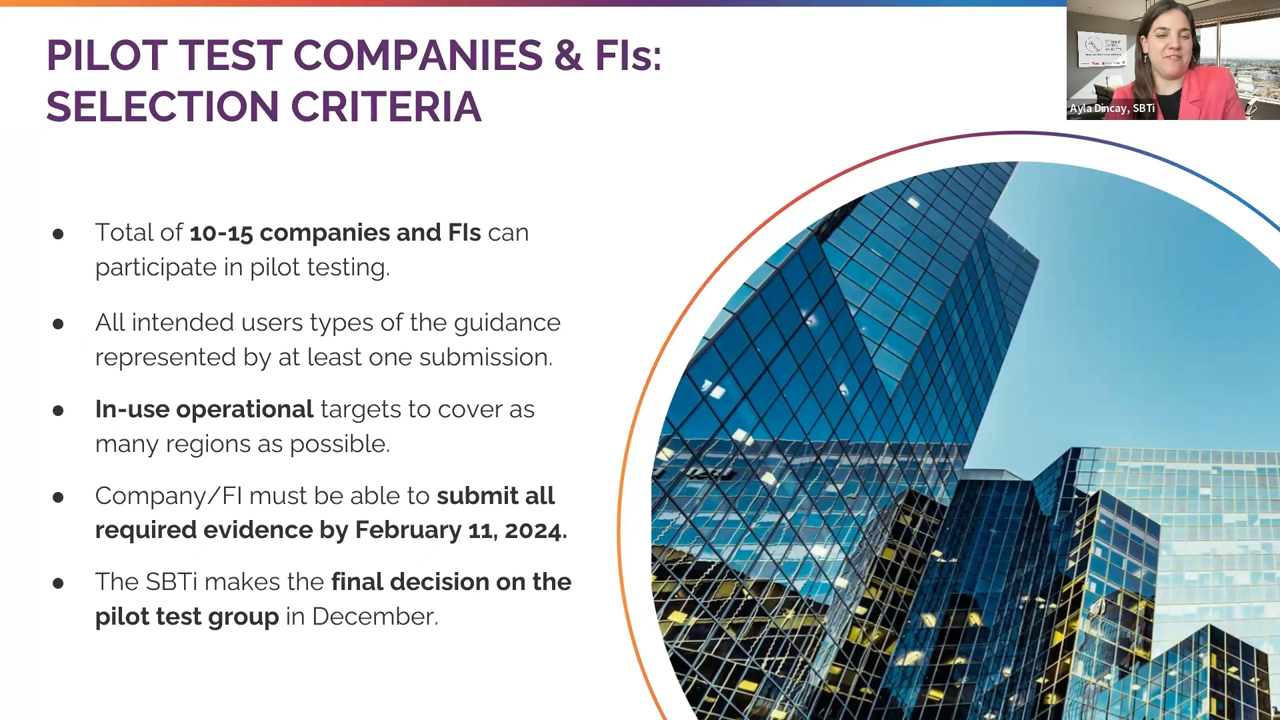 PILOT TEST COMPANIES & FIs:
SELECTION CRITERIA
Ayla Dincay, SBTi
● Total of 10-15 companies and FIs can
participate in pilot testing.
● All intended users types of the guidance
represented by at least one submission.
● In-use operational targets to cover as
many regions as possible.
● Company/FI must be able to submit all
required evidence by February 11, 2024.
● The SBTi makes the final decision on the
pilot test group in December.